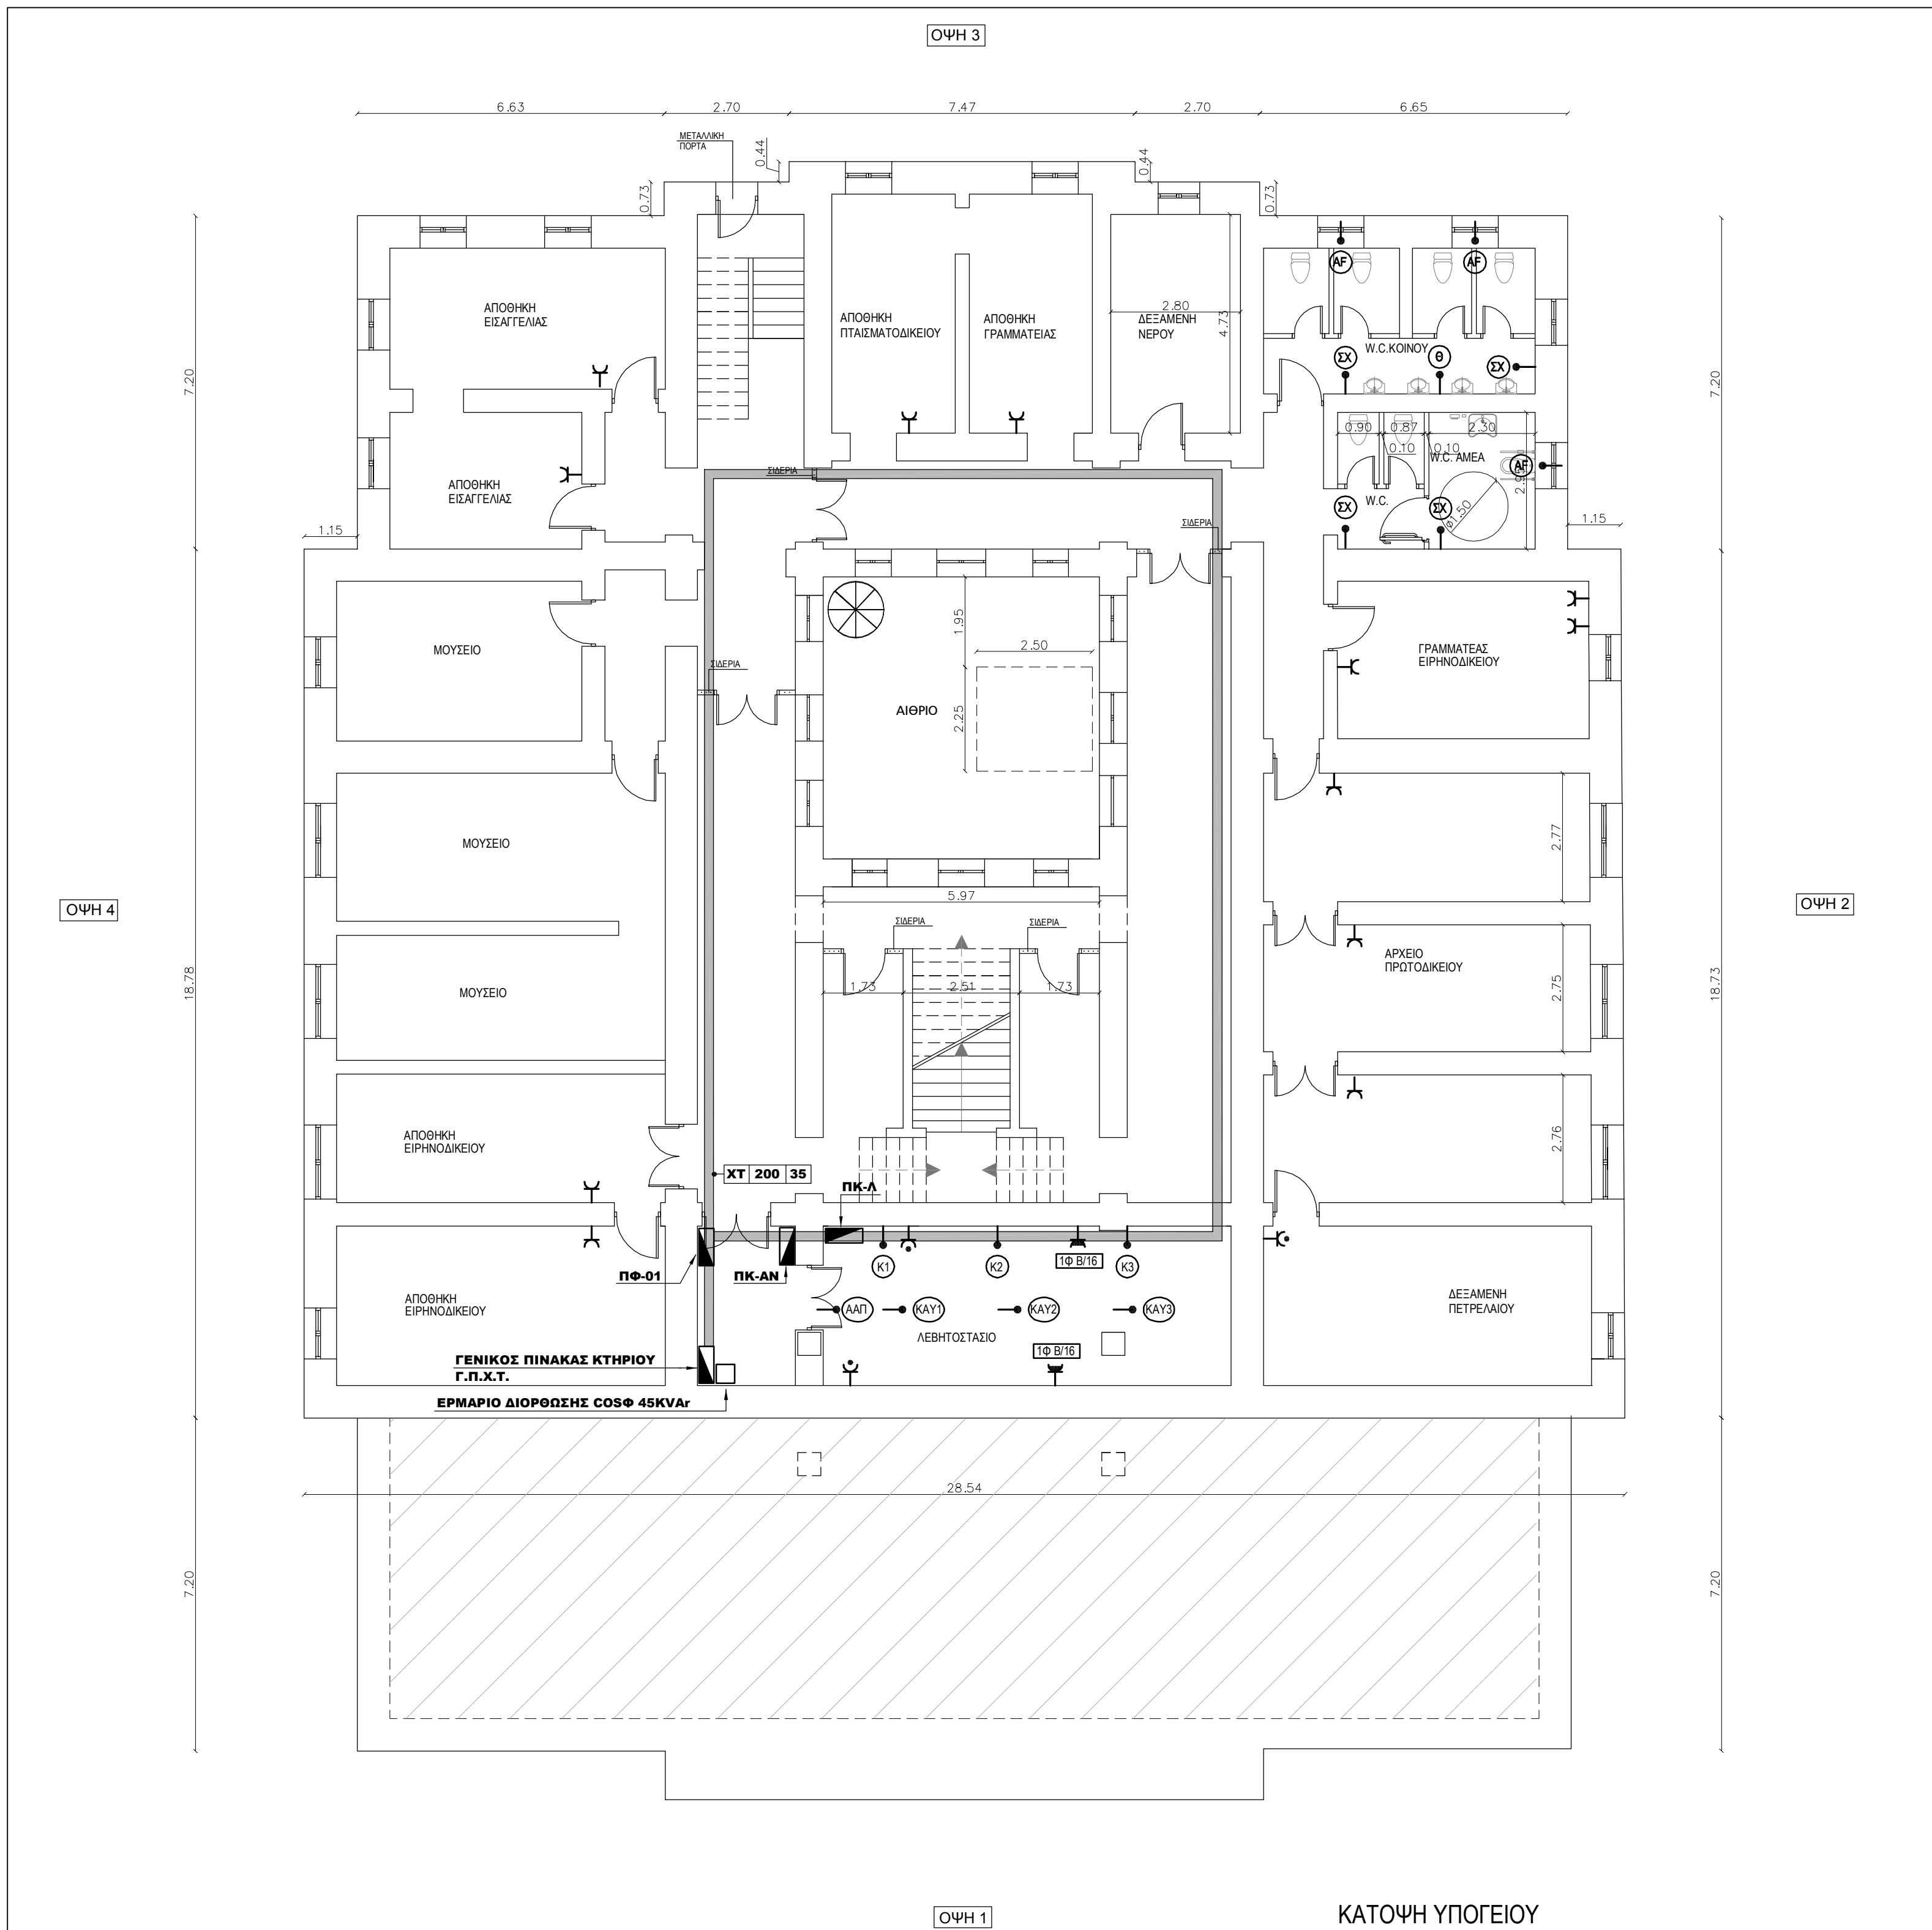 ΟΨΗ 3
6.63
2.70
7.47
2.70
6.65
ΜΕΤΑΛΛΙΚΗ
ΠΟΡΤΑ
0.44
0.44
0.73
0.73
ΑΠΟΘΗΚΗ
ΕΙΣΑΓΓΕΛΙΑΣ
ΑΠΟΘΗΚΗ
ΠΤΑΙΣΜΑΤΟΔΙΚΕΙΟΥ
ΑΠΟΘΗΚΗ
ΓΡΑΜΜΑΤΕΙΑΣ
2.80
4.73
ΔΕΞΑΜΕΝΗ
ΝΕΡΟΥ
AF
AF
W.C.ΚΟΙΝΟΥ
ΣΧ
Θ
ΣΧ
7.20
7.20
0.90
0.87
2.30
0.10
0.10
W.C. ΑΜΕΑ
AF
ΣΙΔΕΡΙΑ
ΑΠΟΘΗΚΗ
ΕΙΣΑΓΓΕΛΙΑΣ
W.C.
ΣΧ
ΣΧ
ø1.50
1.15
1.15
ΣΙΔΕΡΙΑ
ΜΟΥΣΕΙΟ
1.95
2.50
ΣΙΔΕΡΙΑ
ΓΡΑΜΜΑΤΕΑΣ
ΕΙΡΗΝΟΔΙΚΕΙΟΥ
ΑΙΘΡΙΟ
2.25
ΜΟΥΣΕΙΟ
2.77
ΟΨΗ 4
5.97
ΟΨΗ 2
ΣΙΔΕΡΙΑ
ΣΙΔΕΡΙΑ
ΑΡΧΕΙΟ
ΠΡΩΤΟΔΙΚΕΙΟΥ
18.78
1.73
2.51
1.73
2.75
18.73
ΜΟΥΣΕΙΟ
ΑΠΟΘΗΚΗ
ΕΙΡΗΝΟΔΙΚΕΙΟΥ
2.76
ΧΤ 200 35
ΠΚ-Λ
ΠΦ-01
ΠΚ-ΑΝ
Κ1
Κ2
1Φ Β/16
Κ3
ΑΠΟΘΗΚΗ
ΕΙΡΗΝΟΔΙΚΕΙΟΥ
ΑΑΠ
ΚΑΥ1
ΚΑΥ2
ΚΑΥ3
ΔΕΞΑΜΕΝΗ
ΠΕΤΡΕΛΑΙΟΥ
ΛΕΒΗΤΟΣΤΑΣΙΟ
1Φ Β/16
ΓΕΝΙΚΟΣ ΠΙΝΑΚΑΣ ΚΤΗΡΙΟΥ
Γ.Π.Χ.Τ.
ΕΡΜΑΡΙΟ ΔΙΟΡΘΩΣΗΣ COSΦ 45KVAr
28.54
7.20
7.20
ΟΨΗ 1
ΚΑΤΟΨΗ ΥΠΟΓΕΙΟΥ